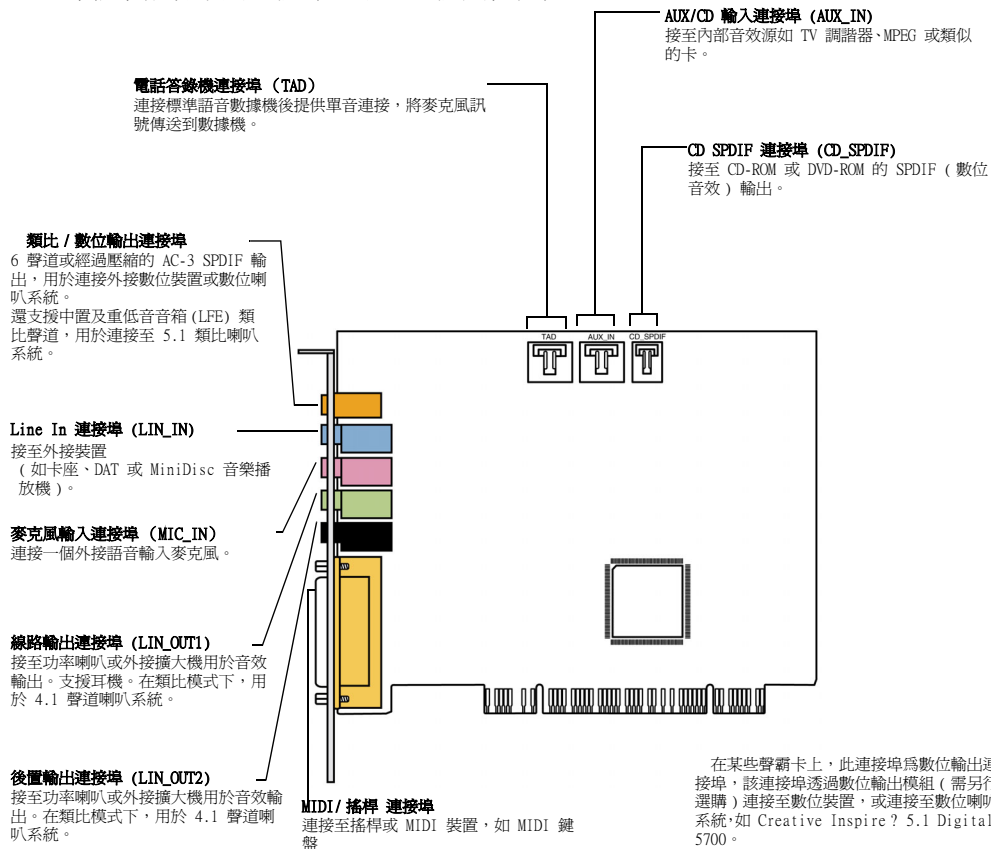 AUX/CD 輸入連接埠 (AUX_IN)
接至內部音效源如 TV 調諧器、MPEG 或類似
的卡。
電話答錄機連接埠 (TAD)
連接標準語音數據機後提供單音連接，將麥克風訊
號傳送到數據機。
CD SPDIF 連接埠 (CD_SPDIF)
接至 CD-ROM 或 DVD-ROM 的 SPDIF ( 數位
音效 ) 輸出。
類比 / 數位輸出連接埠
6 聲道或經過壓縮的 AC-3 SPDIF 輸
出，用於連接外接數位裝置或數位喇
叭系統。
還支援中置及重低音音箱 (LFE) 類
比聲道，用於連接至 5.1 類比喇叭
系統。
TAD
AUX_IN
CD_SPDIF
Line In 連接埠 (LIN_IN)
接至外接裝置
( 如卡座、DAT 或 MiniDisc 音樂播
放機 )。
麥克風輸入連接埠 (MIC_IN)
連接一個外接語音輸入麥克風。
線路輸出連接埠 (LIN_OUT1)
接至功率喇叭或外接擴大機用於音效
輸出。支援耳機。在類比模式下，用
於 4.1 聲道喇叭系統。
後置輸出連接埠 (LIN_OUT2)
接至功率喇叭或外接擴大機用於音效輸
出。在類比模式下，用於 4.1 聲道喇
叭系統。
MIDI/ 搖桿 連接埠
連接至搖桿或 MIDI 裝置，如 MIDI 鍵
盤
在某些聲霸卡上，此連接埠爲數位輸出連
接埠，該連接埠透過數位輸出模組 ( 需另行
選購 ) 連接至數位裝置，或連接至數位喇叭
系統，如 Creative Inspire? 5.1 Digital
5700。